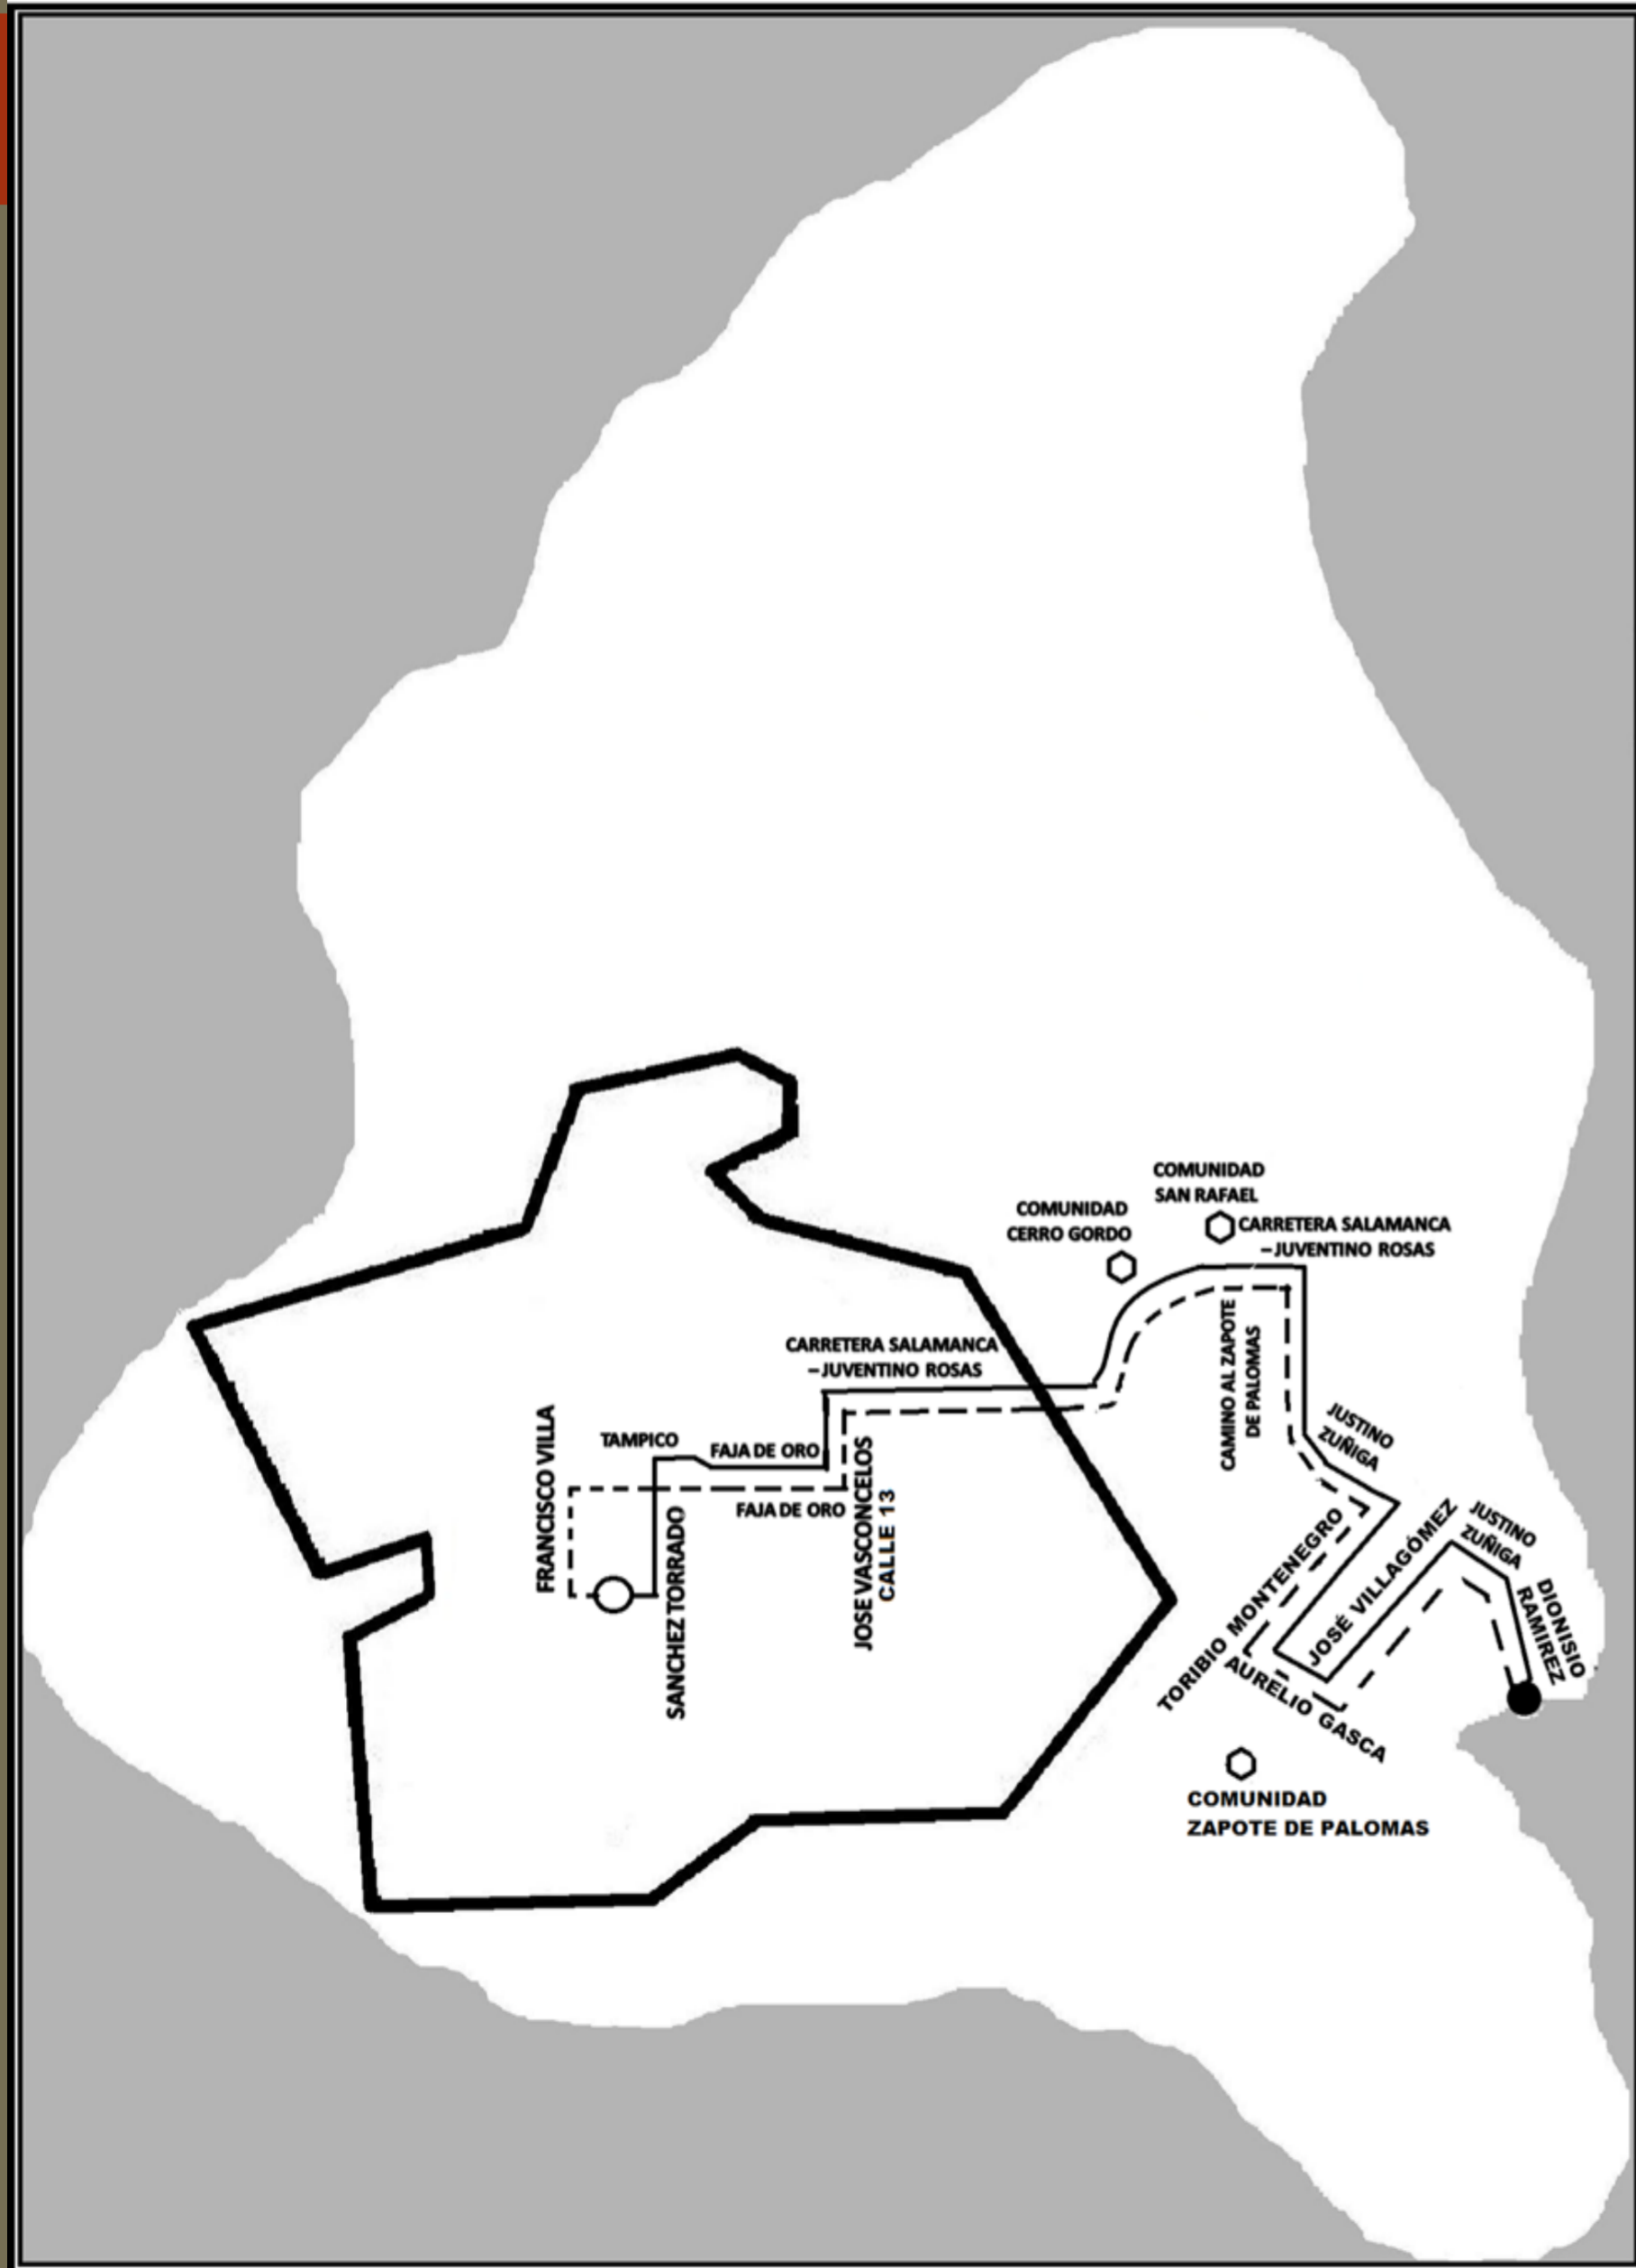 COMUNIDAD
SAN RAFAEL
COMUNIDAD
CERRO GORDO
CARRETERA SALAMANCA
–JUVENTINO ROSAS
CARRETERA SALAMANCA
–JUVENTINO ROSAS
CAMINO AL ZAPOTE
DE PALOMAS
FRANCISCO VILLA
TAMPICO
FAJA DE ORO
FAJA DE ORO
SANCHEZ TORRADO
JOSE VASCONCELOS
CALLE 13
JUSTINO
ZUÑIGA
TORIBIO MONTENEGRO
JOSÉ VILLAGÓMEZ
JUSTINO
ZUÑIGA
DIONISIO
RAMIREZ
AURELIO GASCA
COMUNIDAD
ZAPOTE DE PALOMAS